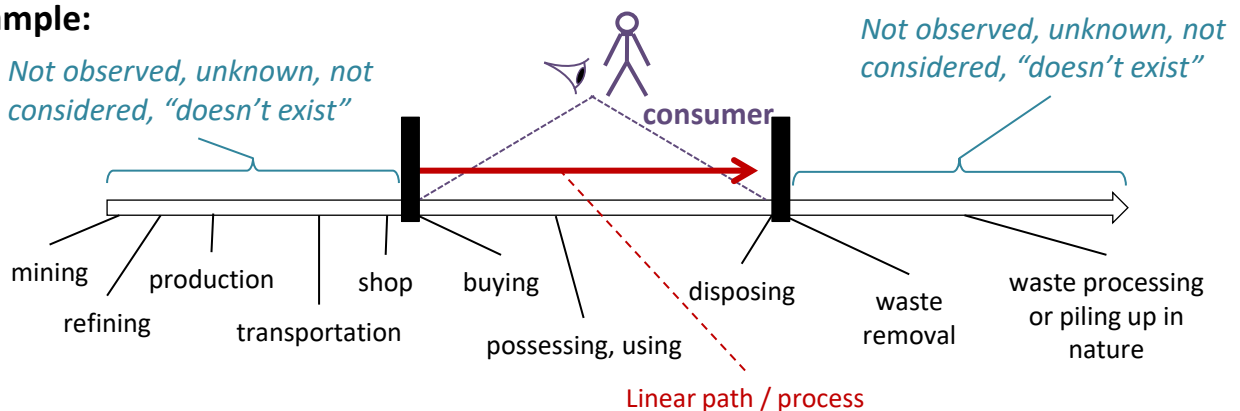 ample:
Not observed, unknown, not
considered, “doesn’t exist”
consumer
Not observed, unknown, not
considered, “doesn’t exist”
mining
refining
production
transportation
shop
buying
possessing, using
disposing
waste
removal
waste processing
or piling up in
nature
Linear path / process